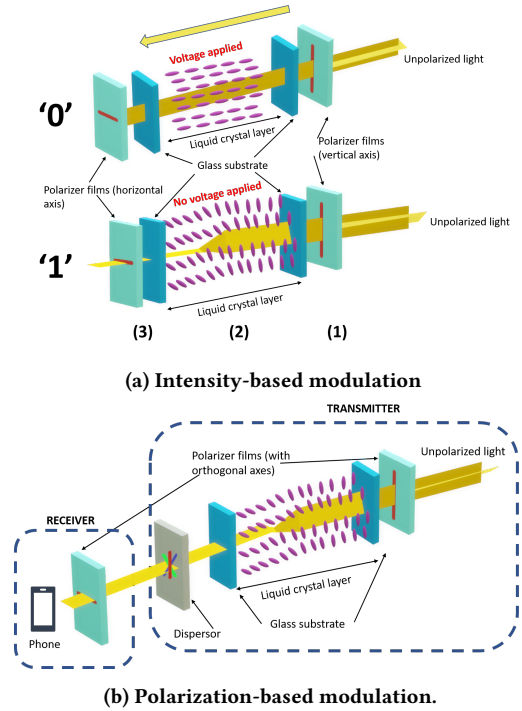 Voltage applied
Unpolarized light
‘0’
Liquid crystal layer
Glass substrate
Polarizer films
(vertical axis)
Polarizer films (horizontal
axis)
No voltage applied
Unpolarized light
‘1’
Liquid crystal layer
(3)
(2)
(1)
(a) Intensity-based modulation
TRANSMITTER
Polarizer films (with
orthogonal axes)
Unpolarized light
RECEIVER
Liquid crystal layer
Glass substrate
Dispersor
Phone
(b) Polarization-based modulation.